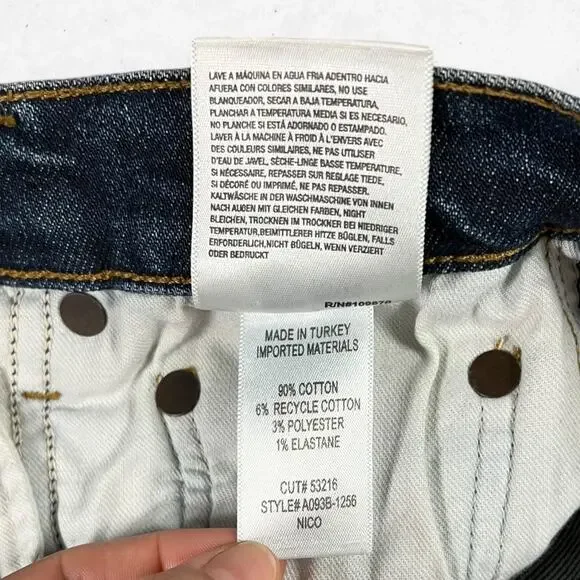 LAVE A MÁQUINA EN AGUA FRIA ADENTRO HACIA
AFUERA CON COLORES SIMILARES, NO USE
BLANQUEADOR, SECAR A BAJA TEMPERATURA,
PLANCHAR A TEMPERATURA MEDIA SI ES NECESARIO,
NO PLANCHE SI ESTÁ ADORNADO O ESTAMPADO.
LAVER À LA MACHINE À FROID À L'ENVERS AVEC
DES COULEURS SIMILAIRES, NE PAS UTILISER
D'EAU DE JAVEL, SÈCHE-LINGE BASSE TEMPERATURE,
SI NÉCESSAIRE, REPASSER SUR REGLAGE TIEDE,
SI DÉCORÉ OU IMPRIMÉ, NE PAS REPASSER.
KALTWÄSCHE IN DER WASCHMASCHINE VON INNEN
NACH AUßEN MIT GLEICHEN FARBEN, NIGHT
BLEICHEN, TROCKNEN IM TROCKNER BEI NIEDRIGER
TEMPERATUR,BEIMITTLERER HITZE BÜGLEN, FALLS
ERFORDERLICH,NICHT BÜGELN, WENN VERZIERT
ODER BEDRUCKT
MADE IN TURKEY
IMPORTED MATERIALS
90% COTTON
6% RECYCLE COTTON
3% POLYESTER
1% ELASTANE
CUT# 53216
STYLE# A093B-1256
NICO